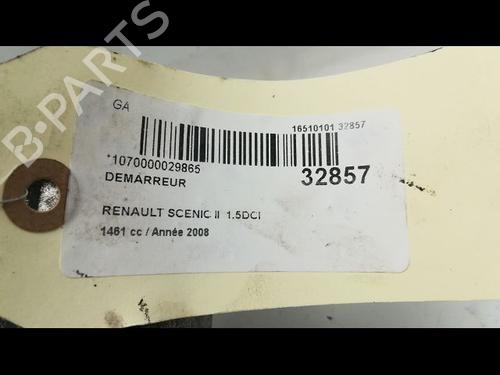 B-PARTS
GA
16510101 32857
*1070000029865
32857
DEMARREUR
RENAULT SCENIC II 1.5DCI
1461 cc / Année 2008